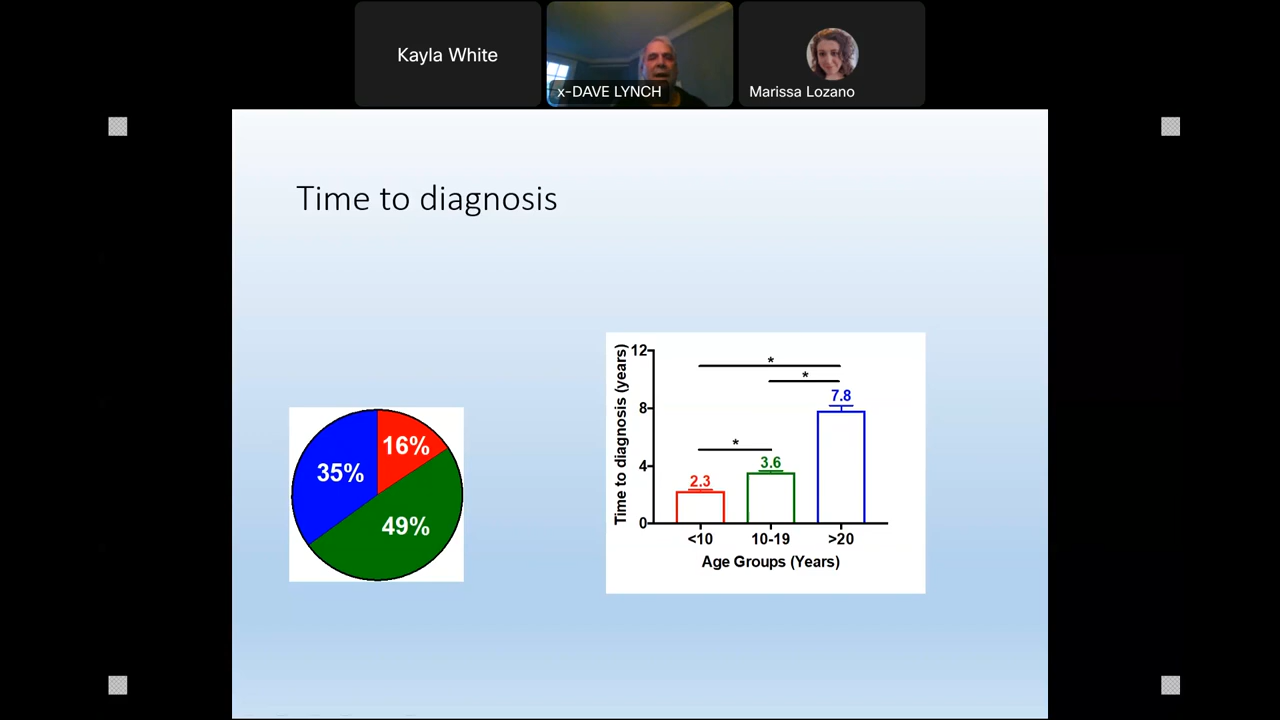 Kayla White
x-DAVE LYNCH
Marissa Lozano
Time to diagnosis
35%
16%
49%
Time to diagnosis (years)
12
8
4
0
*
*
*
2.3
3.6
7.8
<10
10-19
>20
Age Groups (Years)